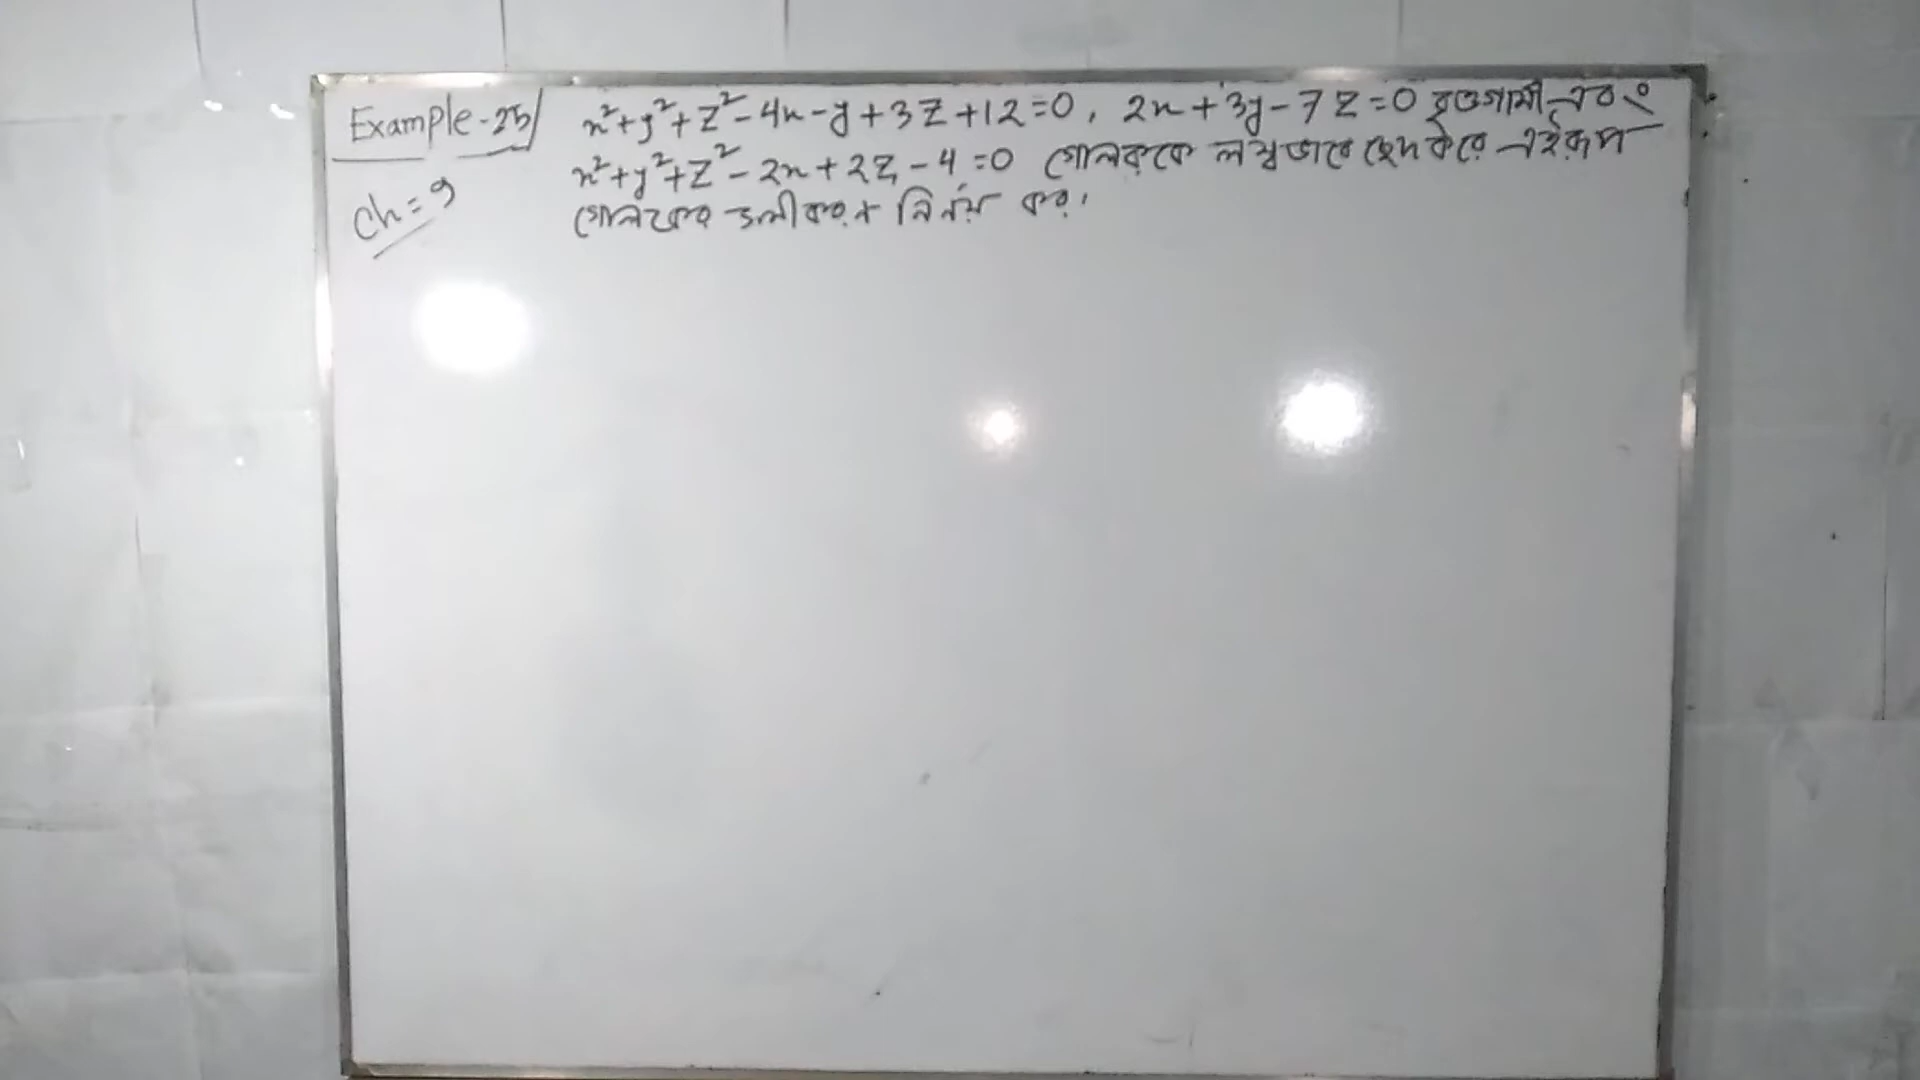 Example-25/ x²+y²+z²-4x-y+3z+12=0, 2x+3y-7z=0 বৃত্তগামী এবং
x²+y²+z²-2x+2z-4=0 গোলককে লম্বভাবে ছেদ করে এইরূপ
গোলকের সমীকরণ নির্ণয় কর।
Ch=9